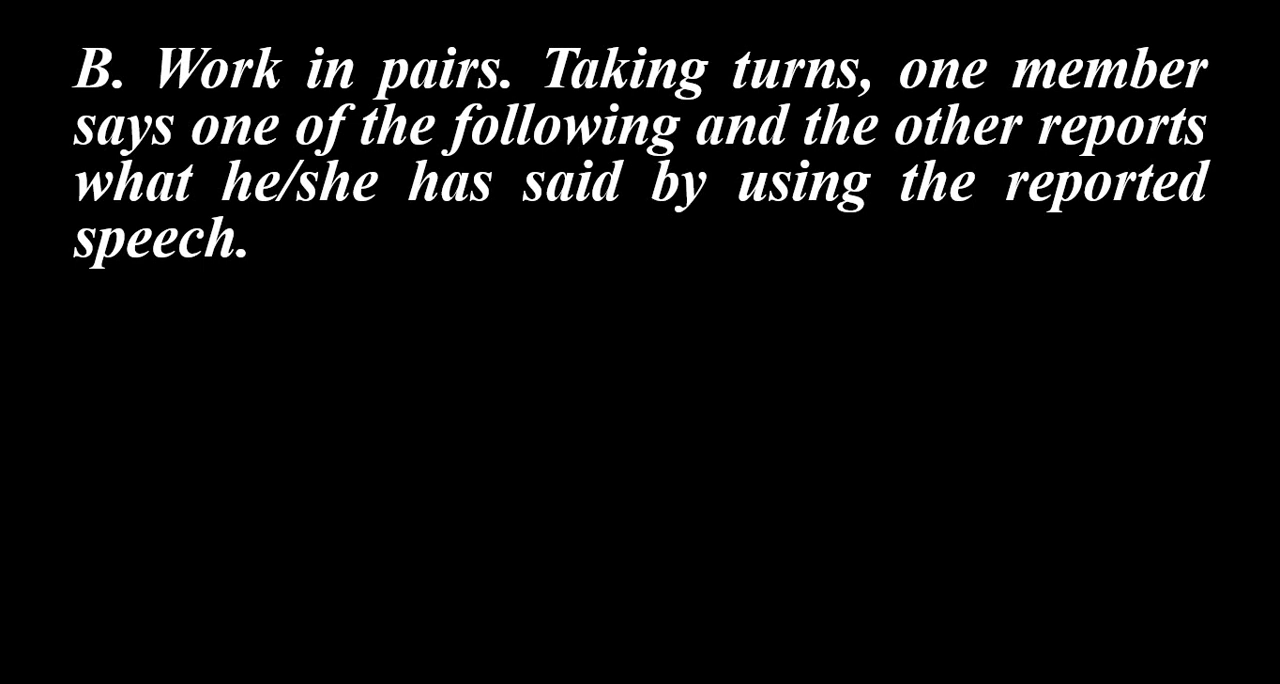 B. Work in pairs. Taking turns, one member
says one of the following and the other reports
what he/she has said by using the reported
speech.